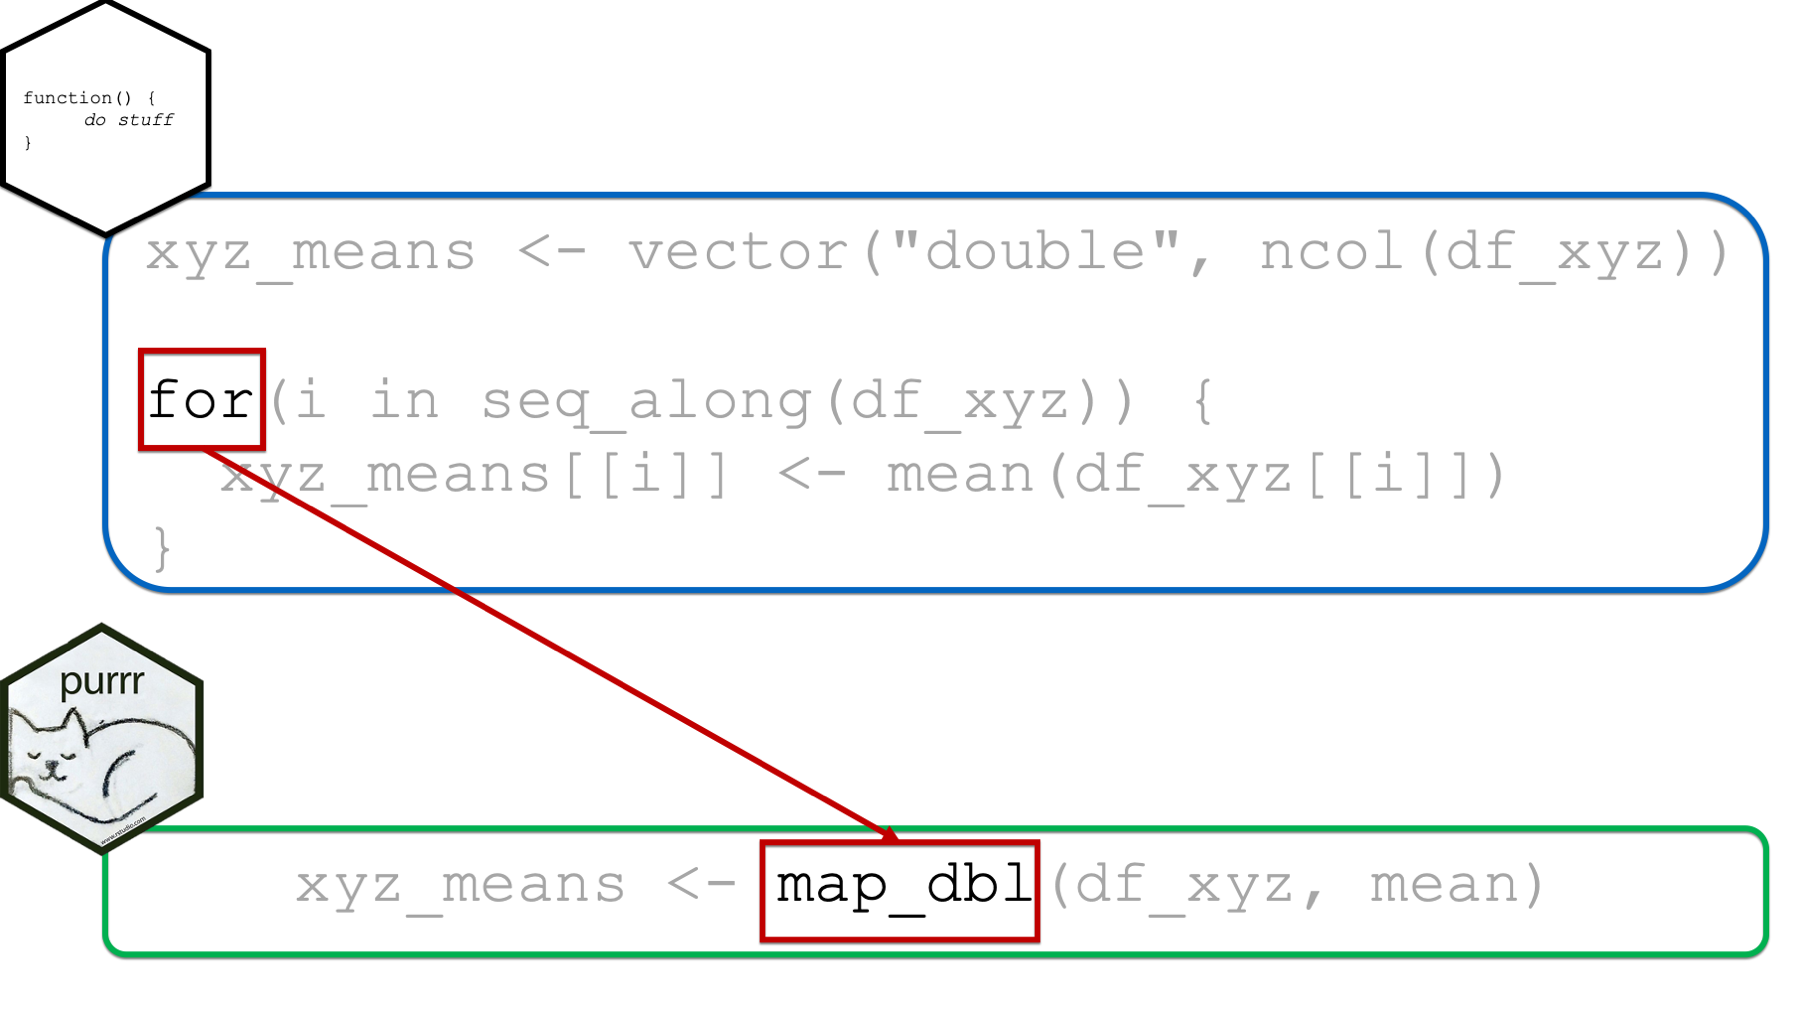 function() {
do stuff
}
xyz_means <- vector("double", ncol(df_xyz))
for(i in seq_along(df_xyz)) {
xyz_means[[i]] <- mean(df_xyz[[i]])
}
purrr
www.rstudio.com
xyz_means <- map_dbl(df_xyz, mean)